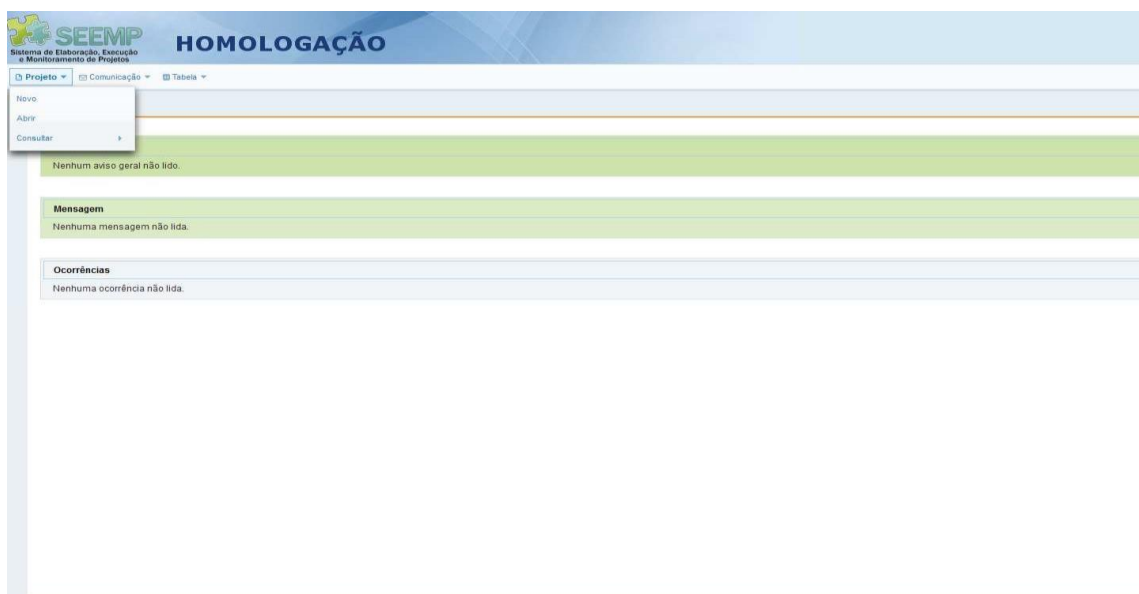 SEEMP
Sistema de Elaboração, Execução
e Monitoramento de Projetos
HOMOLOGAÇÃO
Projeto Comunicação Tabela
Novo
Abrir
Consultar
Nenhum aviso geral não lido.
Mensagem
Nenhuma mensagem não lida.
Ocorrências
Nenhuma ocorrência não lida.